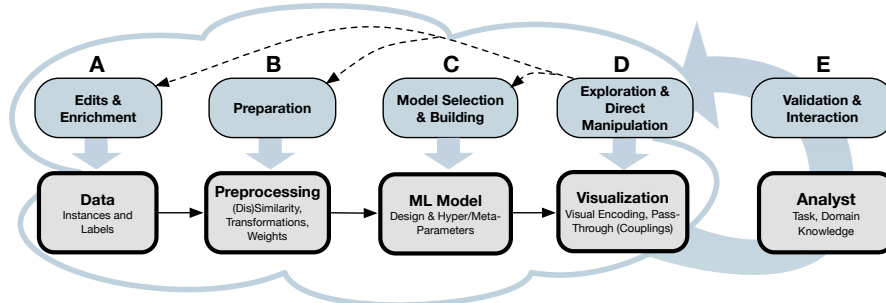 A
B
C
D
E
Edits &
Enrichment
Preparation
Model Selection
& Building
Exploration &
Direct
Manipulation
Validation &
Interaction
Data
Instances and
Labels
Preprocessing
(Dis)Similarity,
Transformations,
Weights
ML Model
Design & Hyper/Meta-
Parameters
Visualization
Visual Encoding, Pass-
Through (Couplings)
Analyst
Task, Domain
Knowledge